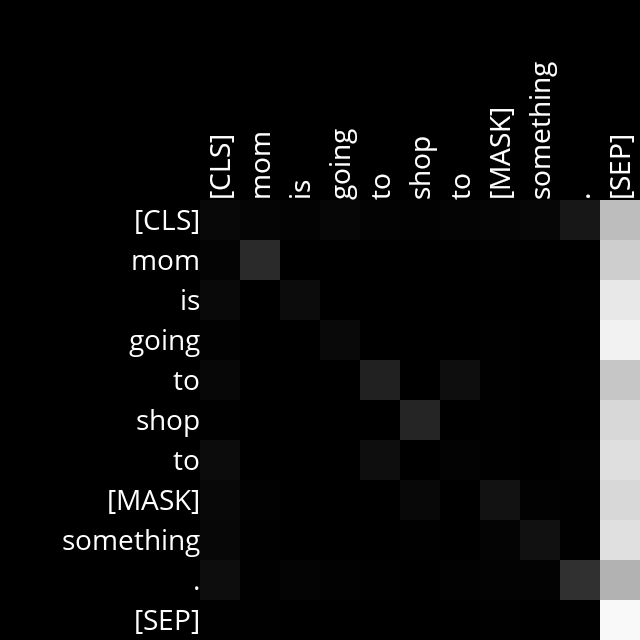 [CLS] mom is going to shop to [MASK] something . [SEP]
[CLS]
mom
is
going
to
shop
to
[MASK]
something
.
[SEP]